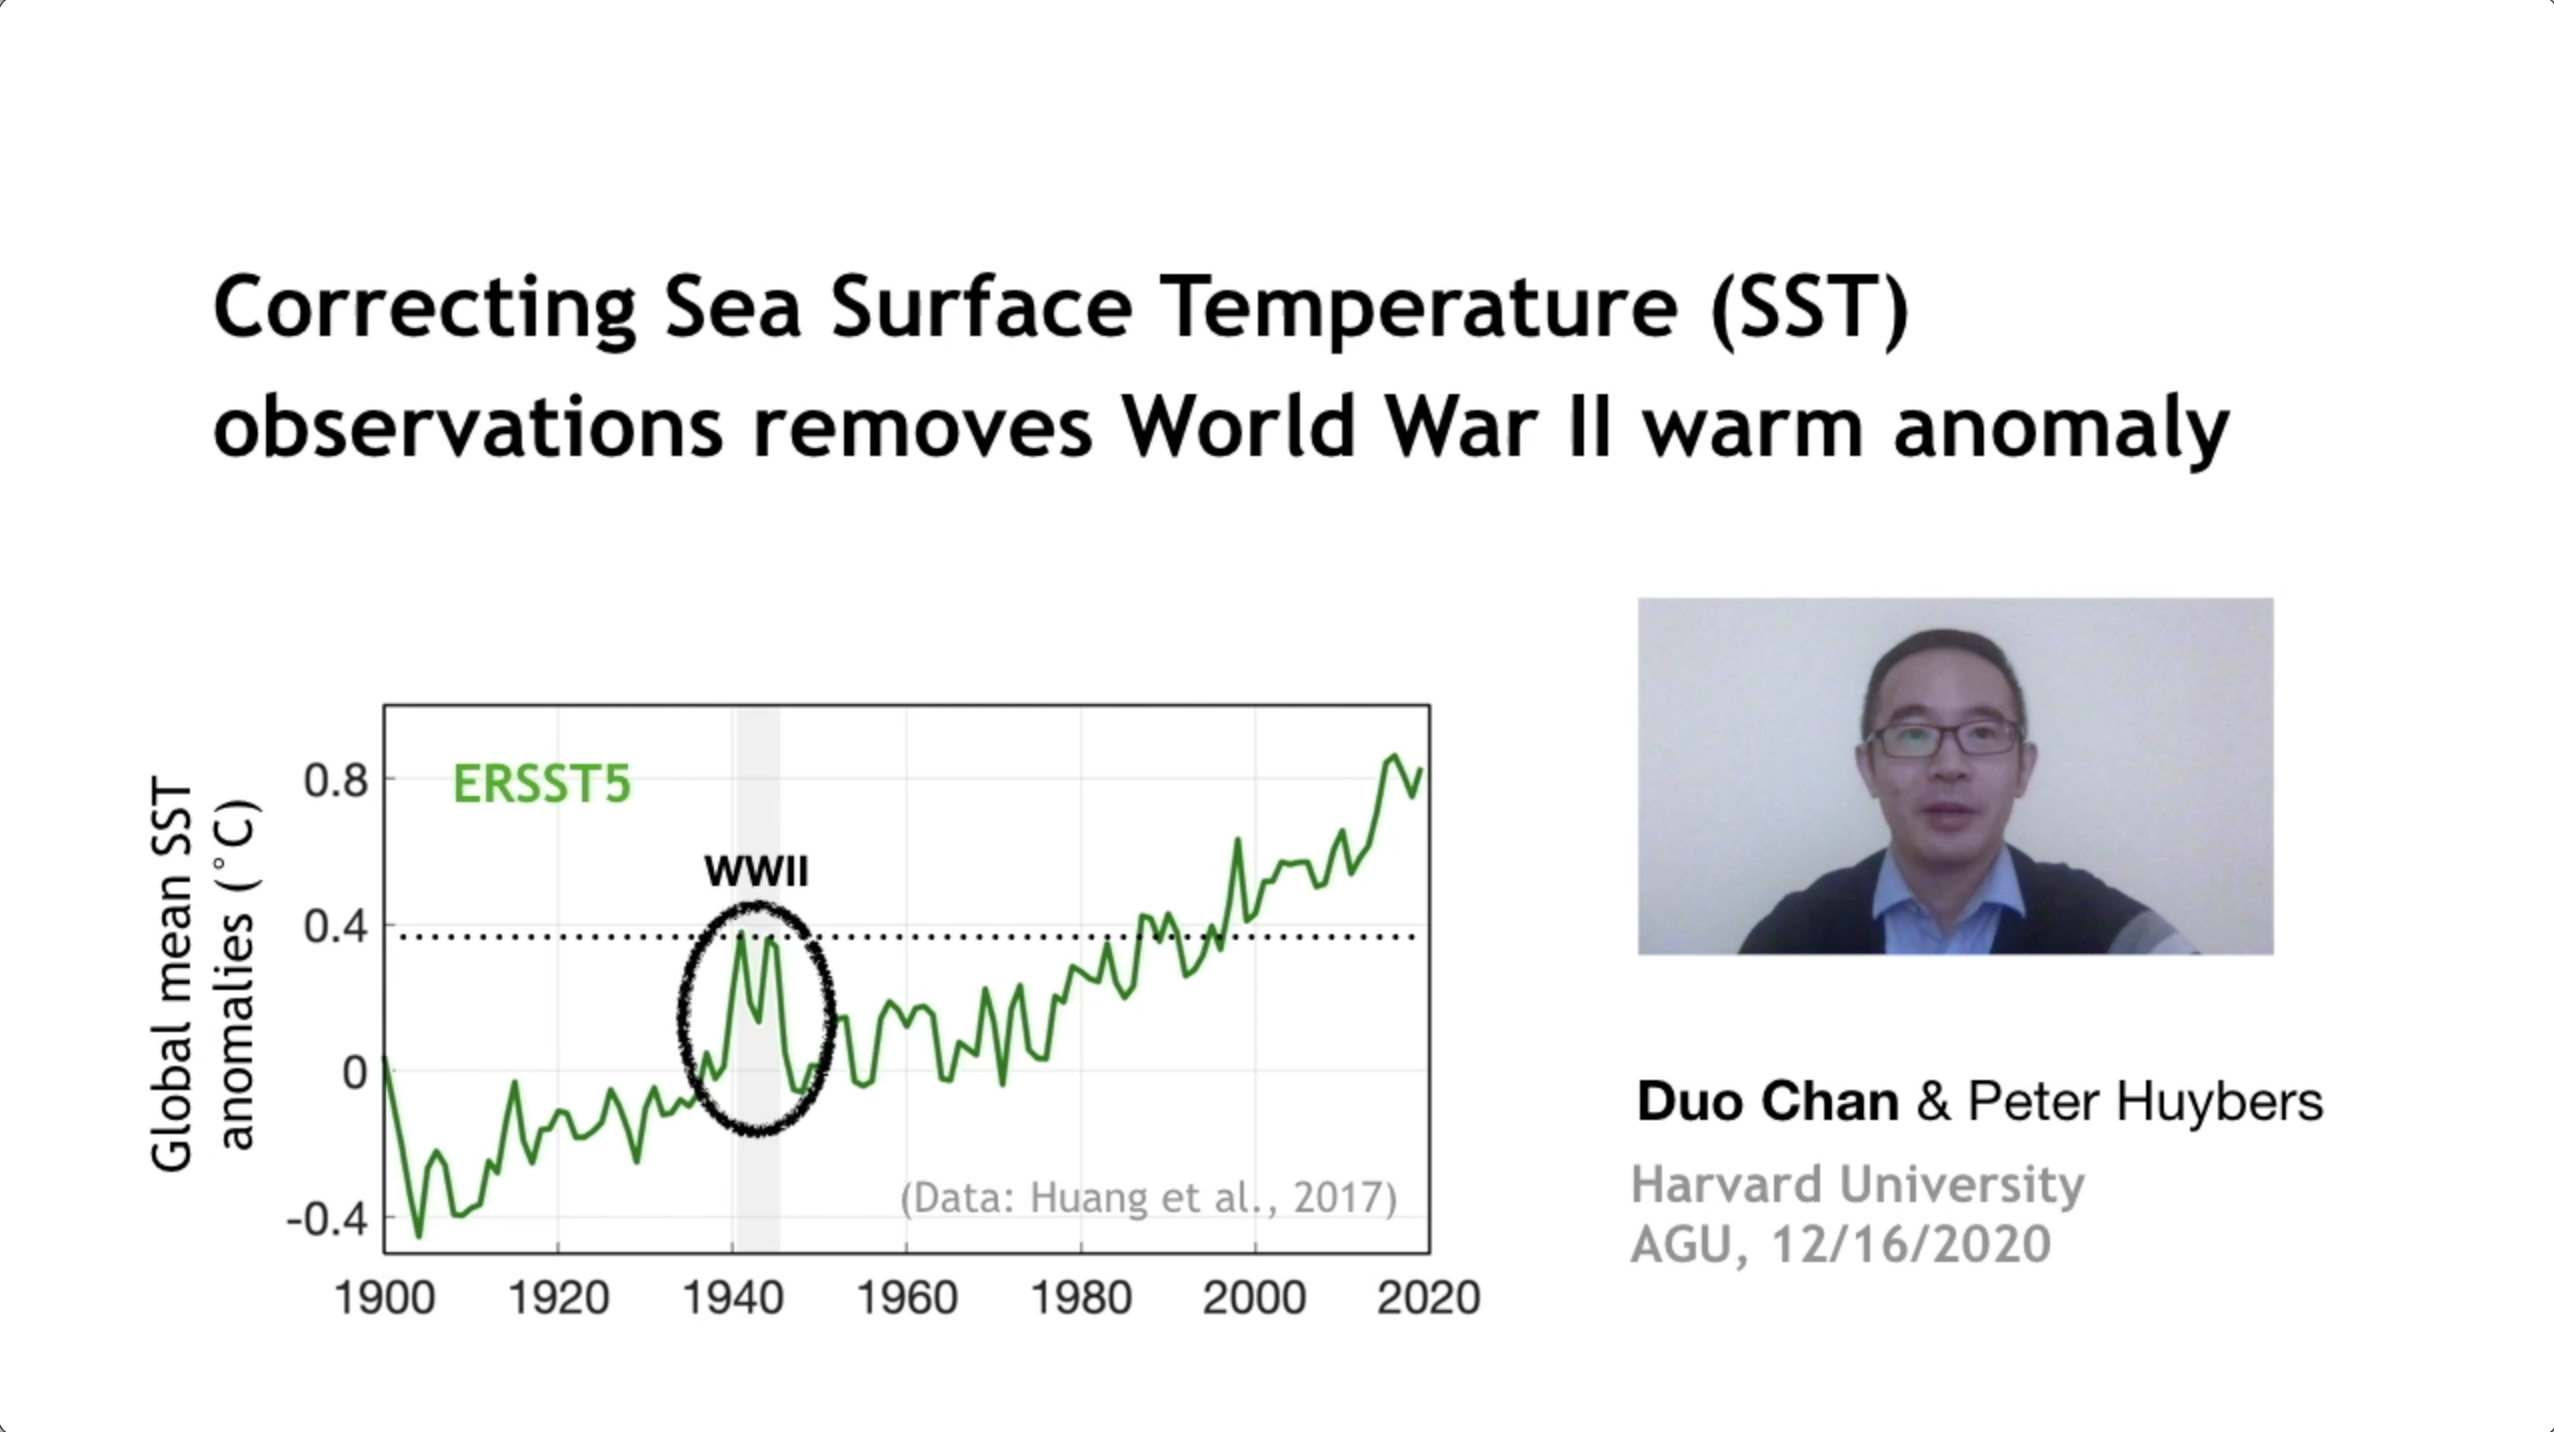 Correcting Sea Surface Temperature (SST)
observations removes World War II warm anomaly
Global mean SST
anomalies (°C)
0.8
0.4
0
-0.4
ERSST5
WWII
(Data: Huang et al., 2017)
1900 1920 1940 1960 1980 2000 2020
Duo Chan & Peter Huybers
Harvard University
AGU, 12/16/2020